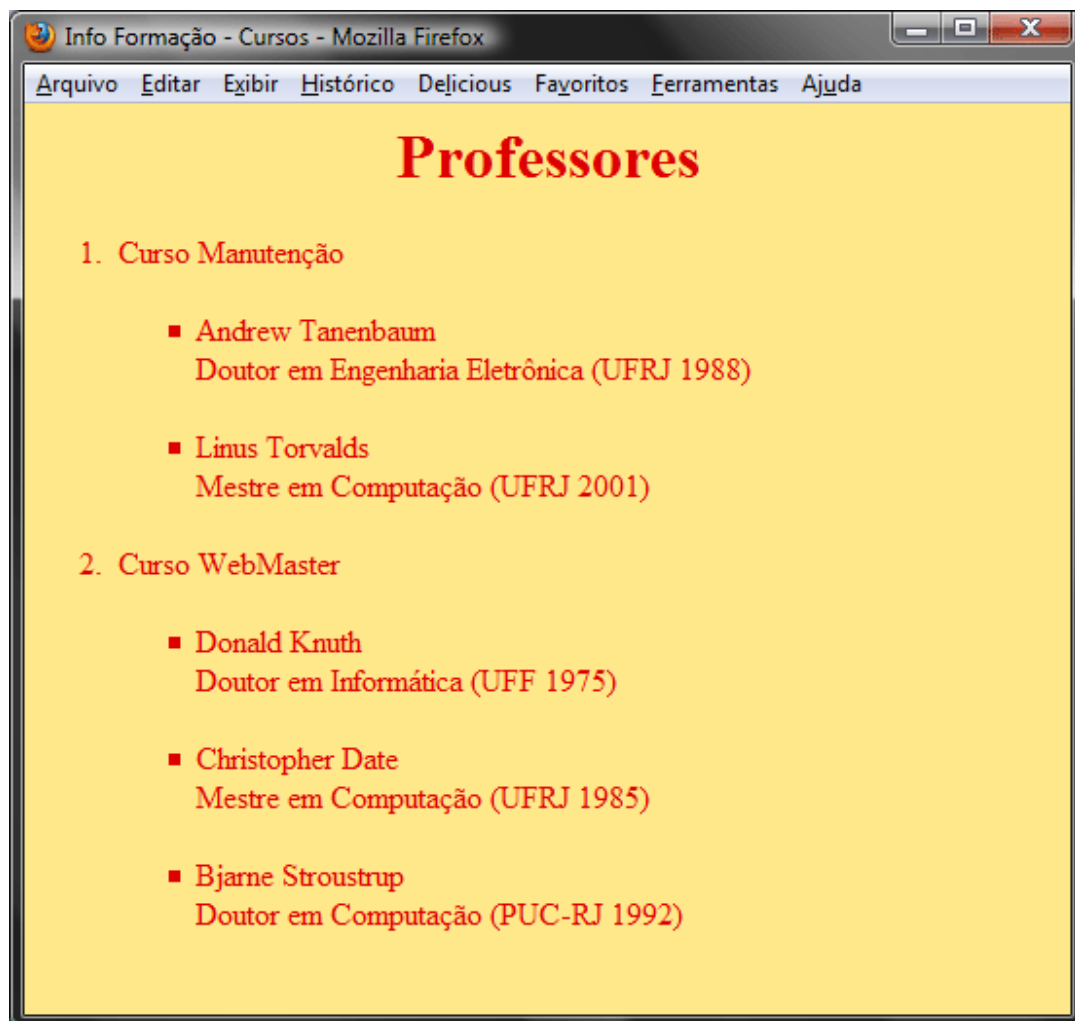 Info Formação - Cursos - Mozilla Firefox
Arquivo Editar Exibir Histórico Delicious Favoritos Ferramentas Ajuda
Professores
1. Curso Manutenção
Andrew Tanenbaum
Doutor em Engenharia Eletrônica (UFRJ 1988)
Linus Torvalds
Mestre em Computação (UFRJ 2001)
2. Curso WebMaster
Donald Knuth
Doutor em Informática (UFF 1975)
Christopher Date
Mestre em Computação (UFRJ 1985)
Bjarne Stroustrup
Doutor em Computação (PUC-RJ 1992)